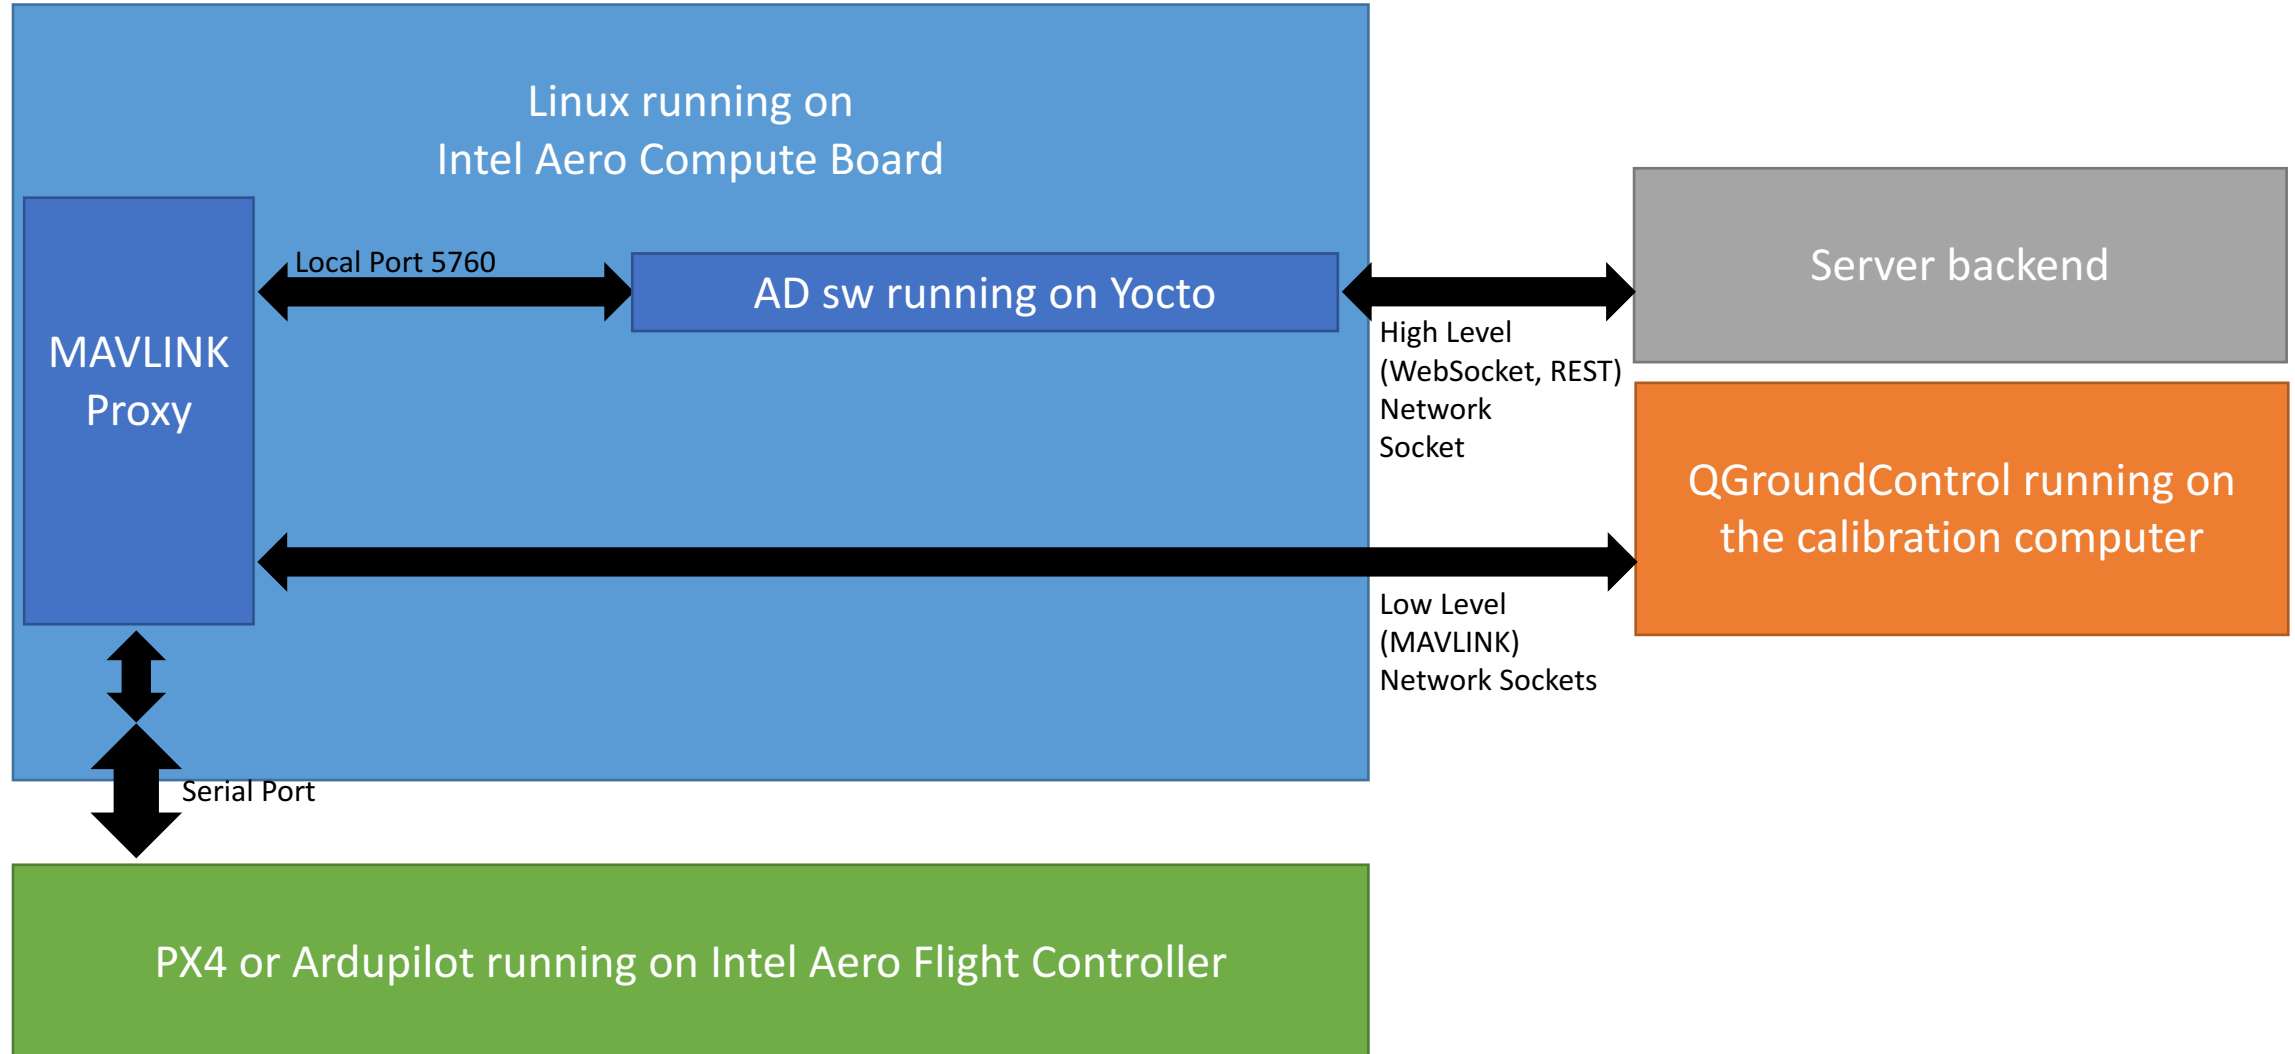 Linux running on
Intel Aero Compute Board
Local Port 5760
AD sw running on Yocto
MAVLINK
Proxy
Server backend
High Level
(WebSocket, REST)
Network
Socket
QGroundControl running on
the calibration computer
Low Level
(MAVLINK)
Network Sockets
Serial Port
PX4 or Ardupilot running on Intel Aero Flight Controller